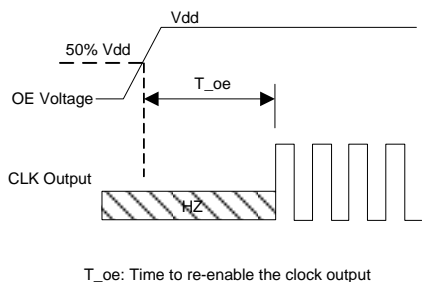 Vdd
50% Vdd
T_oe
OE Voltage
CLK Output
HZ
T_oe: Time to re-enable the clock output